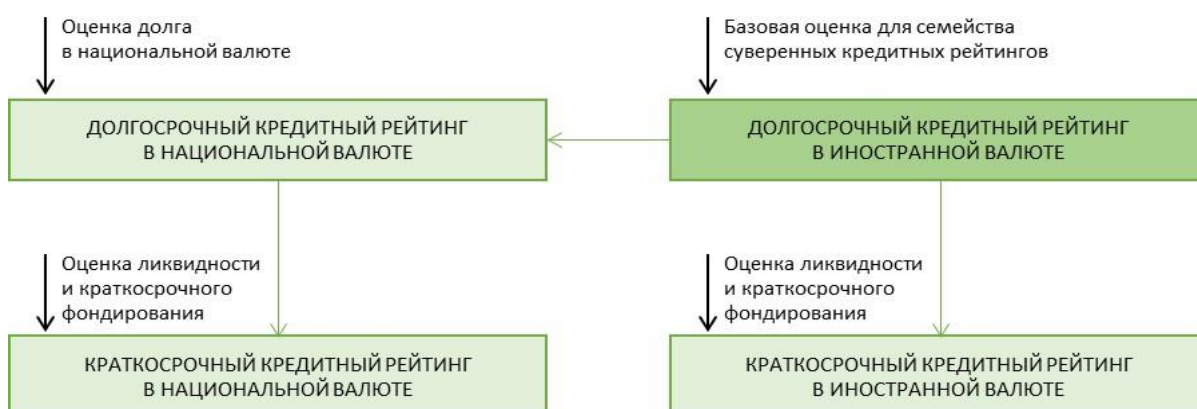 Оценка долга
в национальной валюте
Базовая оценка для семейства
суверенных кредитных рейтингов
ДОЛГОСРОЧНЫЙ КРЕДИТНЫЙ РЕЙТИНГ
В НАЦИОНАЛЬНОЙ ВАЛЮТЕ
ДОЛГОСРОЧНЫЙ КРЕДИТНЫЙ РЕЙТИНГ
В ИНОСТРАННОЙ ВАЛЮТЕ
Оценка ликвидности
и краткосрочного
фондирования
Оценка ликвидности
и краткосрочного
фондирования
КРАТКОСРОЧНЫЙ КРЕДИТНЫЙ РЕЙТИНГ
В НАЦИОНАЛЬНОЙ ВАЛЮТЕ
КРАТКОСРОЧНЫЙ КРЕДИТНЫЙ РЕЙТИНГ
В ИНОСТРАННОЙ ВАЛЮТЕ